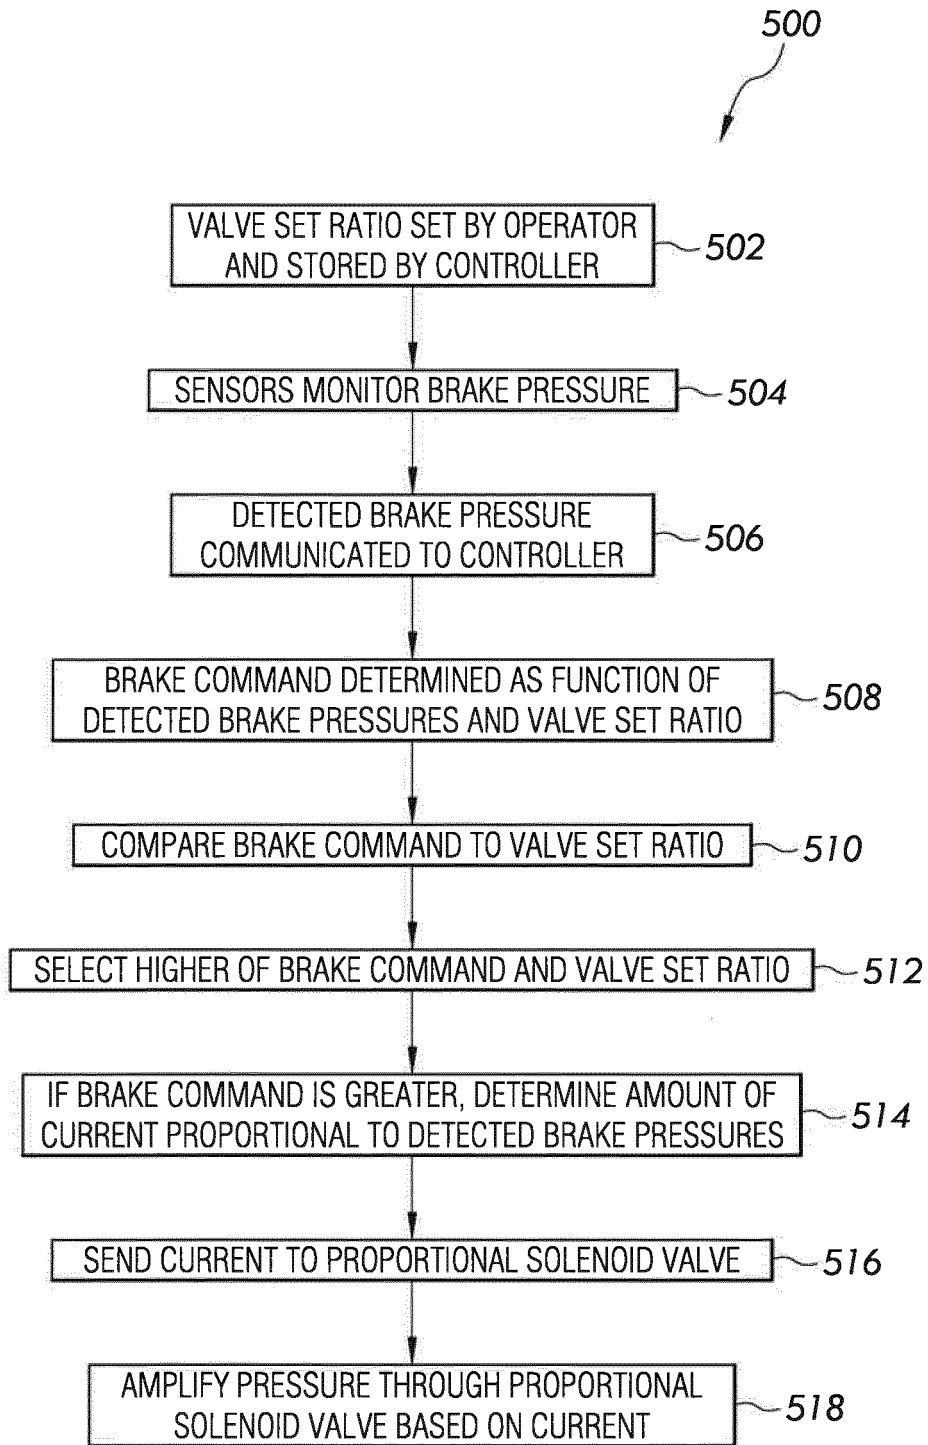 500
VALVE SET RATIO SET BY OPERATOR
AND STORED BY CONTROLLER
502
SENSORS MONITOR BRAKE PRESSURE
504
DETECTED BRAKE PRESSURE
COMMUNICATED TO CONTROLLER
506
BRAKE COMMAND DETERMINED AS FUNCTION OF
DETECTED BRAKE PRESSURES AND VALVE SET RATIO
508
COMPARE BRAKE COMMAND TO VALVE SET RATIO
510
SELECT HIGHER OF BRAKE COMMAND AND VALVE SET RATIO
512
IF BRAKE COMMAND IS GREATER, DETERMINE AMOUNT OF
CURRENT PROPORTIONAL TO DETECTED BRAKE PRESSURES
514
SEND CURRENT TO PROPORTIONAL SOLENOID VALVE
516
AMPLIFY PRESSURE THROUGH PROPORTIONAL
SOLENOID VALVE BASED ON CURRENT
518